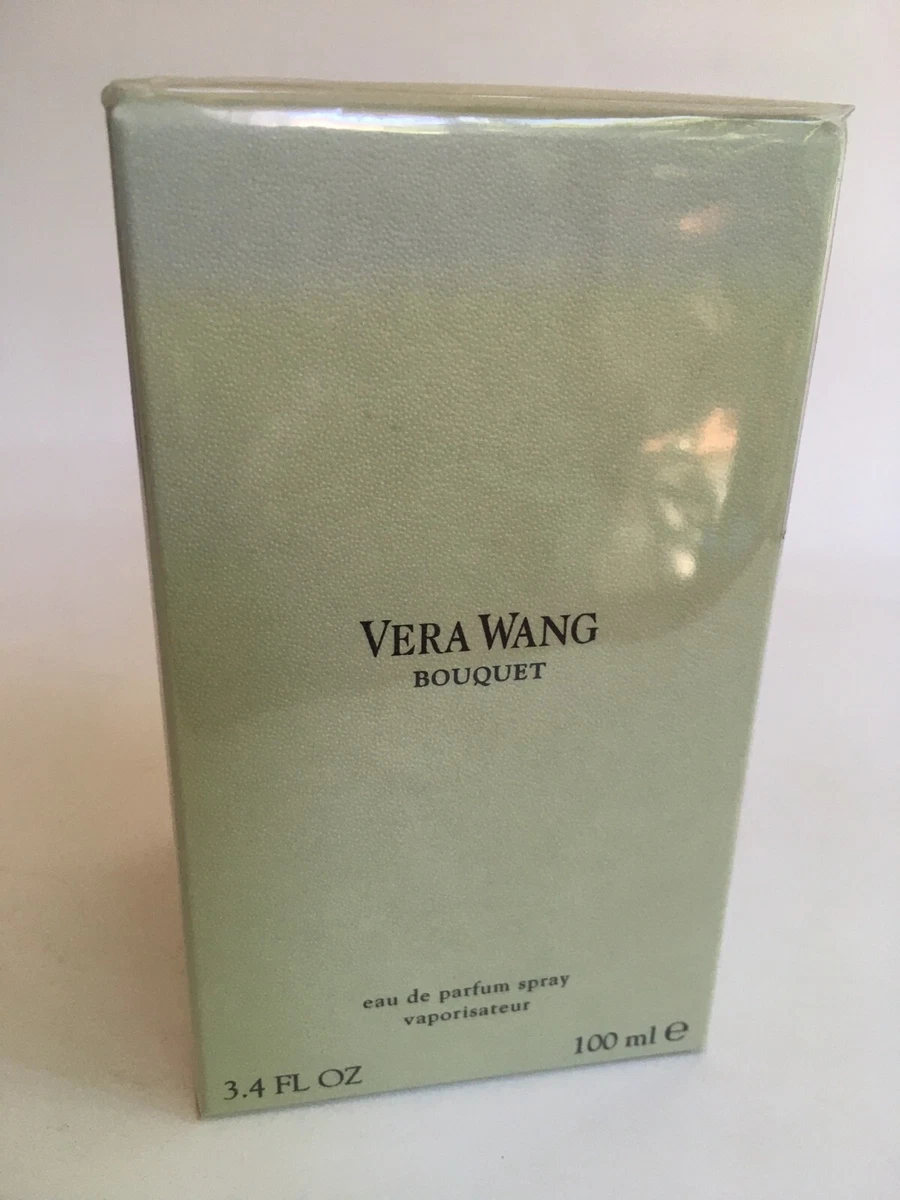 VERA WANG
BOUQUET
eau de parfum spray
vaporisateur
3.4 FL OZ
100 ml ℮